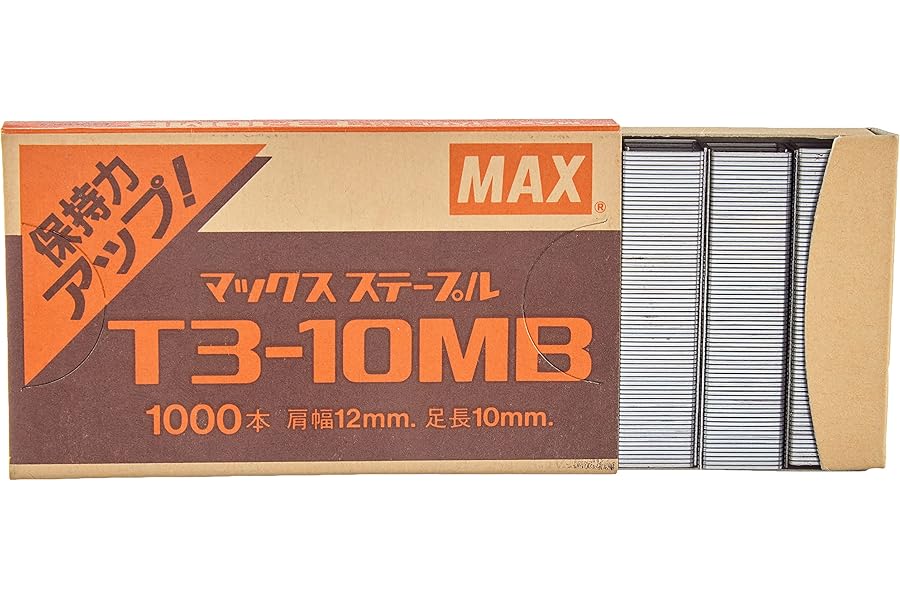 保持力
アップ!
MAX
®
マックス ステープル
T3-10MB
1000本 肩幅12mm. 足長10mm.